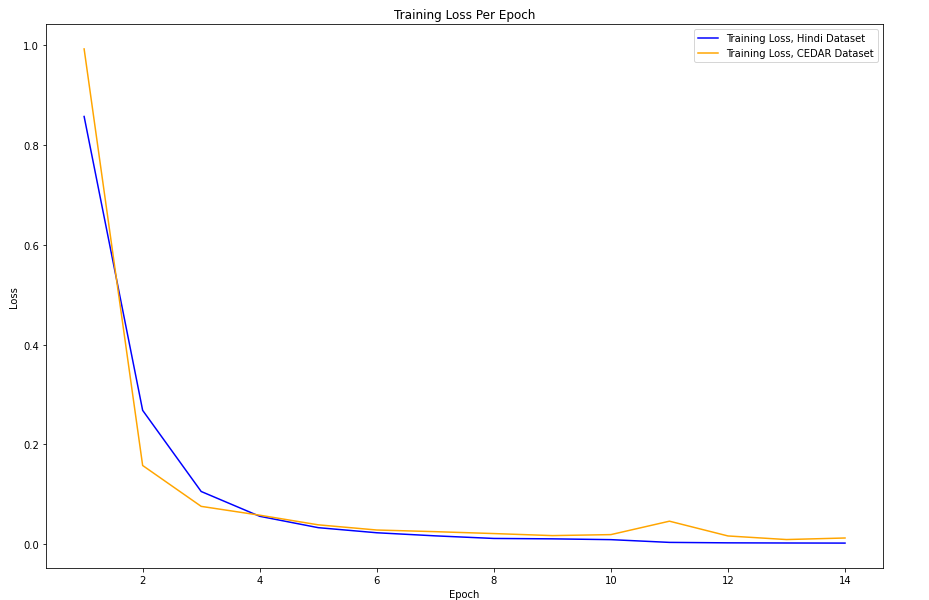 Training Loss Per Epoch
Training Loss, Hindi Dataset
Training Loss, CEDAR Dataset
1.0
0.8
0.6
0.4
0.2
0.0
Loss
2 4 6 8 10 12 14
Epoch